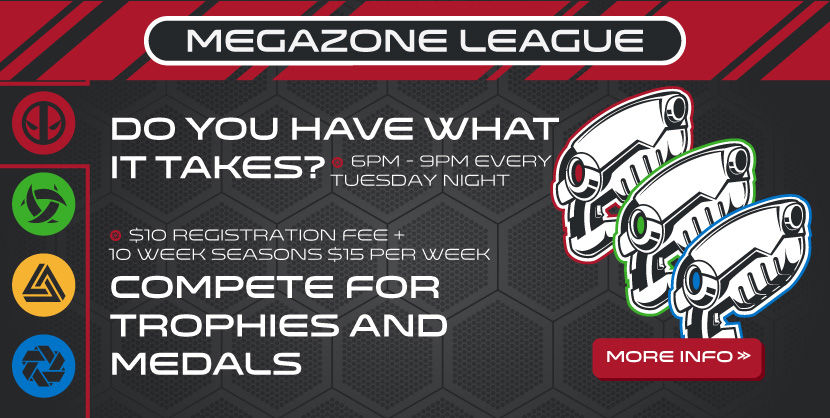 MEGAZONE LEAGUE
DO YOU HAVE WHAT
IT TAKES?
6PM - 9PM EVERY
TUESDAY NIGHT
$10 REGISTRATION FEE +
10 WEEK SEASONS $15 PER WEEK
COMPETE FOR
TROPHIES AND
MEDALS
MORE INFO »